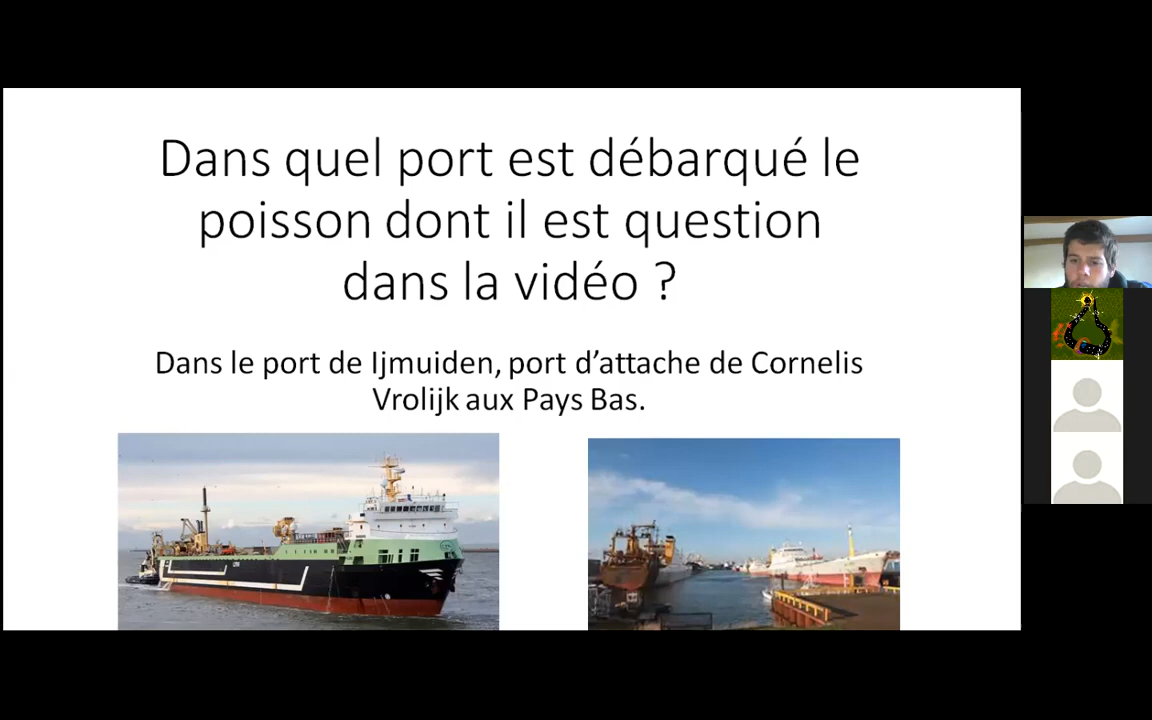 Dans quel port est débarqué le
poisson dont il est question
dans la vidéo ?
Dans le port de Ijmuiden, port d’attache de Cornelis
Vrolijk aux Pays Bas.